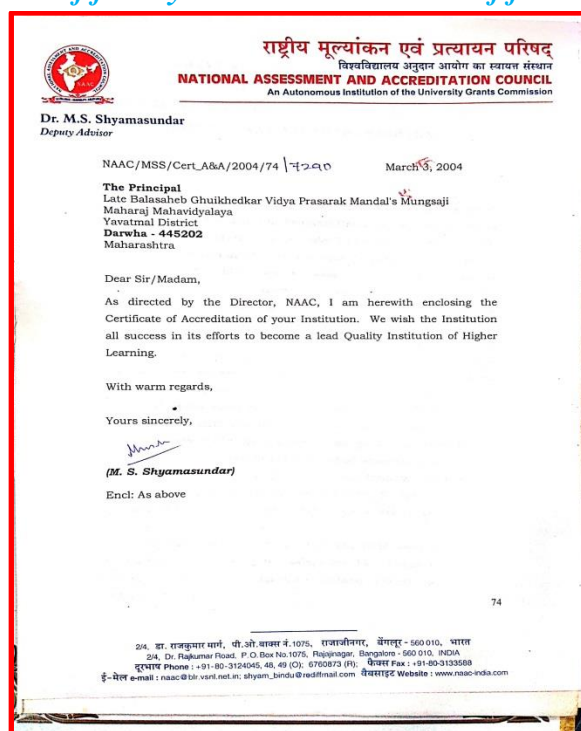 राष्ट्रीय मूल्यांकन एवं प्रत्यायन परिषद्
विश्वविद्यालय अनुदान आयोग का स्वायत्त संस्थान
NATIONAL ASSESSMENT AND ACCREDITATION COUNCIL
An Autonomous Institution of the University Grants Commission
Dr. M.S. Shyamasundar
Deputy Advisor
NAAC/MSS/Cert_A&A/2004/74 |7290 March 3, 2004
The Principal
Late Balasaheb Ghuikhedkar Vidya Prasarak Mandal's Mungsaji
Maharaj Mahavidyalaya
Yavatmal District
Darwha - 445202
Maharashtra
Dear Sir/Madam,
As directed by the Director, NAAC, I am herewith enclosing the
Certificate of Accreditation of your Institution. We wish the Institution
all success in its efforts to become a lead Quality Institution of Higher
Learning.
With warm regards,
Yours sincerely,
(M. S. Shyamasundar)
Encl: As above
74
2/4, डा. राजकुमार मार्ग, पी.ओ.बाक्स नं.1075, राजाजीनगर, बेंगलूर - 560 010, भारत
2/4, Dr. Rajkumar Road, P.O.Box No.1075, Rajajinagar, Bangalore - 560 010, INDIA
दूरभाष Phone : +91-80-3124045, 48, 49 (O); 6760873 (R); फैक्स Fax : +91-80-3133588
ई-मेल e-mail : naac@blr.vsnl.net.in; shyam_bindu@rediffmail.com वैबसाइट Website : www.naac-india.com